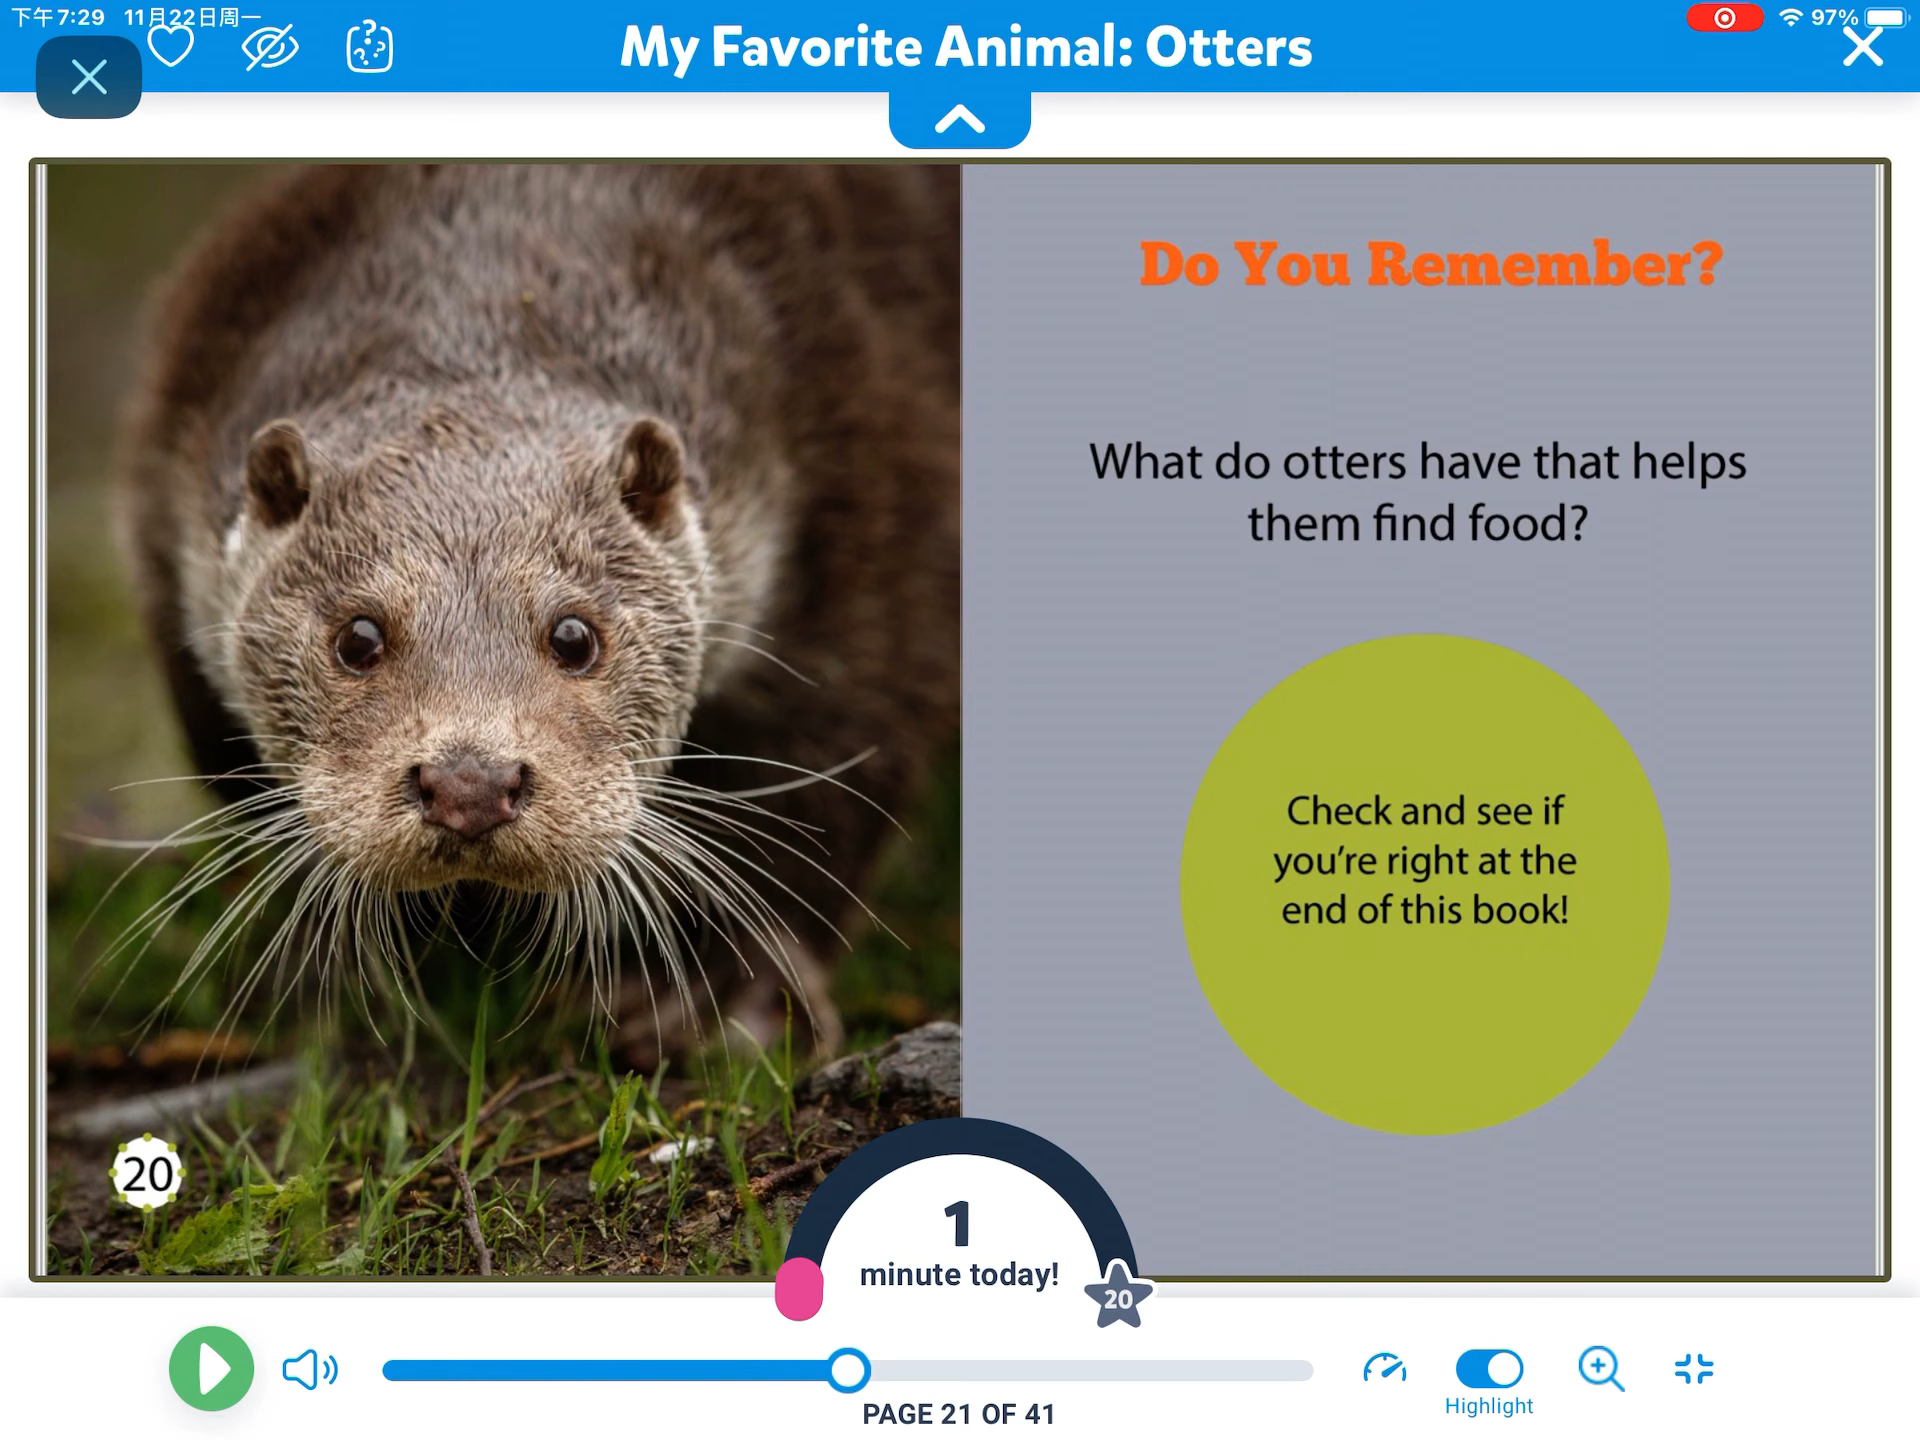 下午7:29 11月22日周一
97%
My Favorite Animal: Otters
Do You Remember?
What do otters have that helps
them find food?
Check and see if
you're right at the
end of this book!
20
1
minute today!
20
PAGE 21 OF 41
Highlight